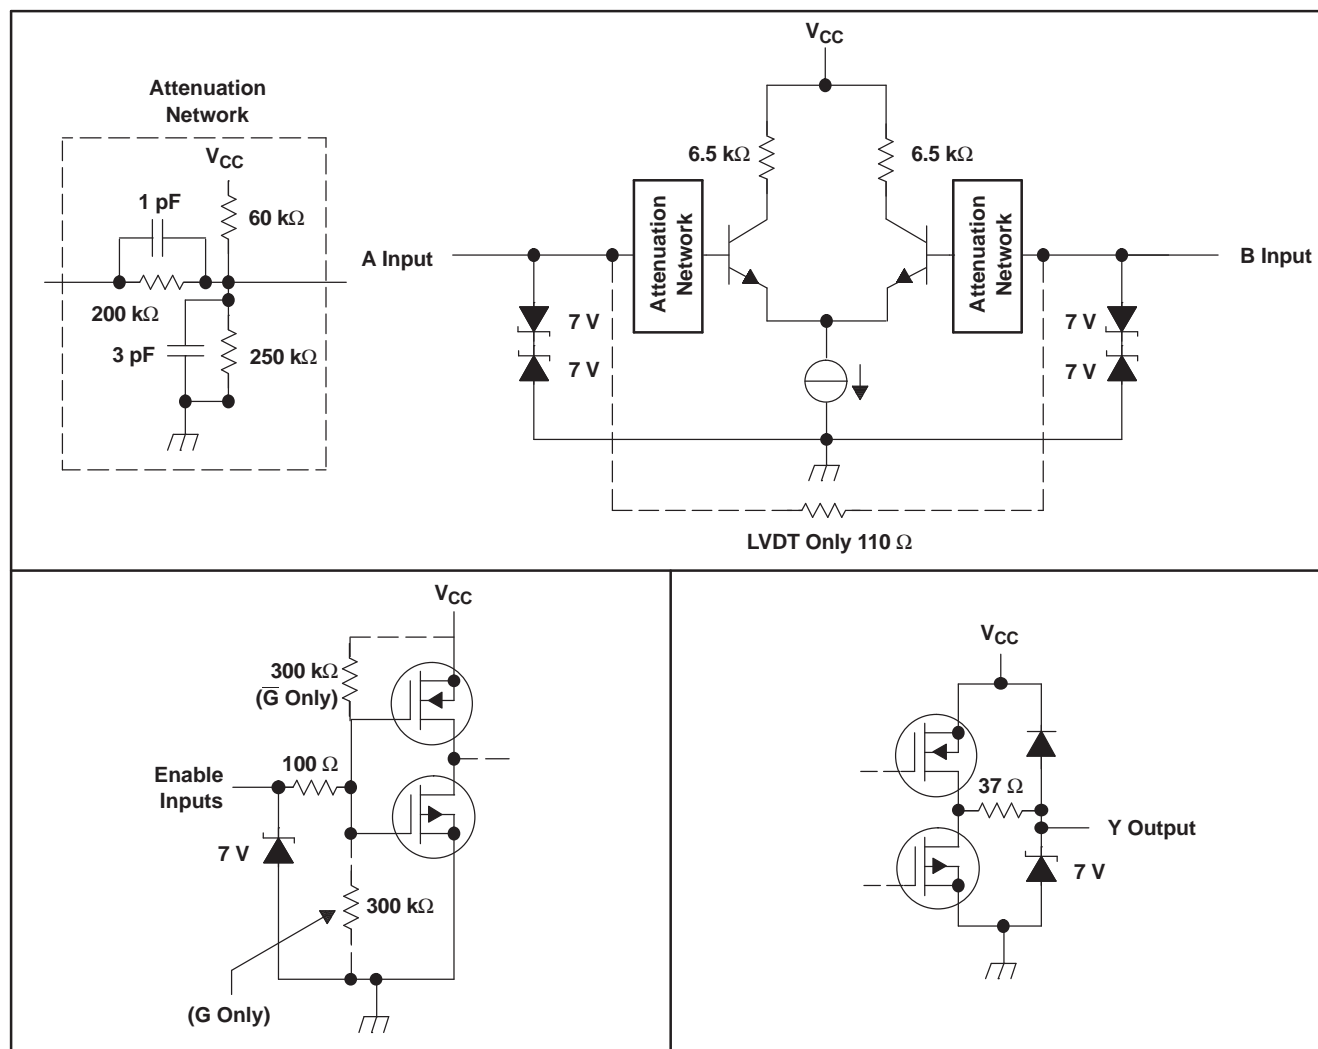 Attenuation
Network
VCC
1 pF
60 kΩ
200 kΩ
3 pF
250 kΩ
VCC
6.5 kΩ
6.5 kΩ
A Input
Attenuation
Network
Attenuation
Network
B Input
7 V
7 V
7 V
7 V
LVDT Only 110 Ω
VCC
300 kΩ
(G̅ Only)
100 Ω
Enable
Inputs
7 V
300 kΩ
(G Only)
VCC
37 Ω
Y Output
7 V